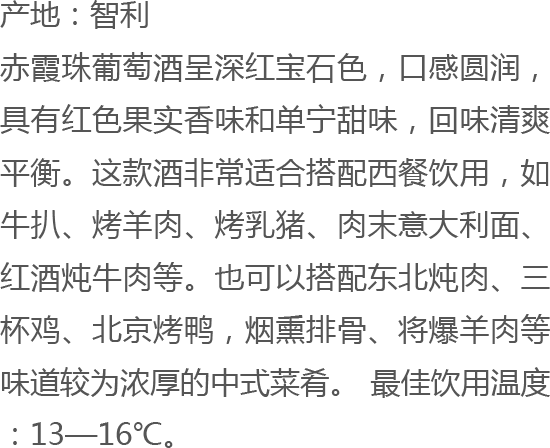 产地：智利
赤霞珠葡萄酒呈深红宝石色，口感圆润，
具有红色果实香味和单宁甜味，回味清爽
平衡。这款酒非常适合搭配西餐饮用，如
牛扒、烤羊肉、烤乳猪、肉末意大利面、
红酒炖牛肉等。也可以搭配东北炖肉、三
杯鸡、北京烤鸭，烟熏排骨、将爆羊肉等
味道较为浓厚的中式菜肴。 最佳饮用温度
：13—16℃。